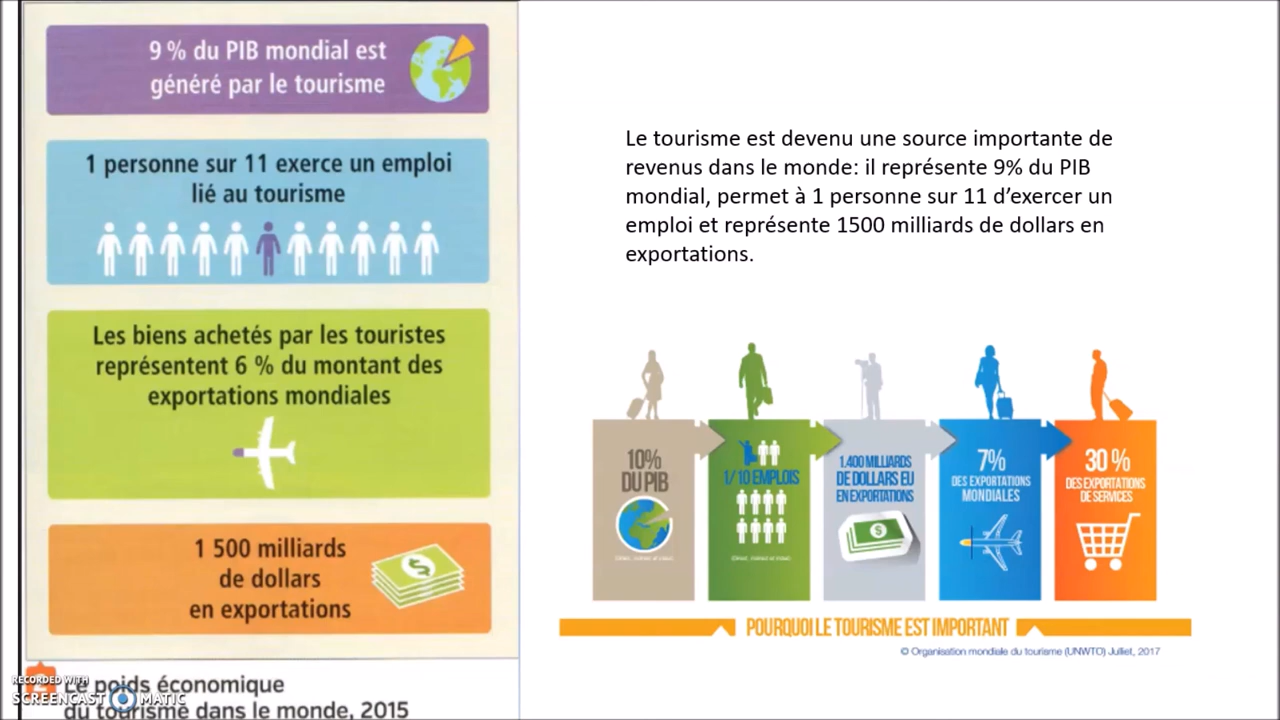 9 % du PIB mondial est
généré par le tourisme
1 personne sur 11 exerce un emploi
lié au tourisme
Les biens achetés par les touristes
représentent 6 % du montant des
exportations mondiales
1 500 milliards
de dollars
en exportations
Le poids économique
du tourisme dans le monde, 2015
RECORDED WITH
SCREENCAST MATIC
Le tourisme est devenu une source importante de
revenus dans le monde: il représente 9% du PIB
mondial, permet à 1 personne sur 11 d’exercer un
emploi et représente 1500 milliards de dollars en
exportations.
10%
DU PIB
1/10 EMPLOIS
1.400 MILLIARDS
DE DOLLARS EU
EN EXPORTATIONS
7%
DES EXPORTATIONS
MONDIALES
30 %
DES EXPORTATIONS
DE SERVICES
POURQUOI LE TOURISME EST IMPORTANT
© Organisation mondiale du tourisme (UNWTO) Julliet, 2017